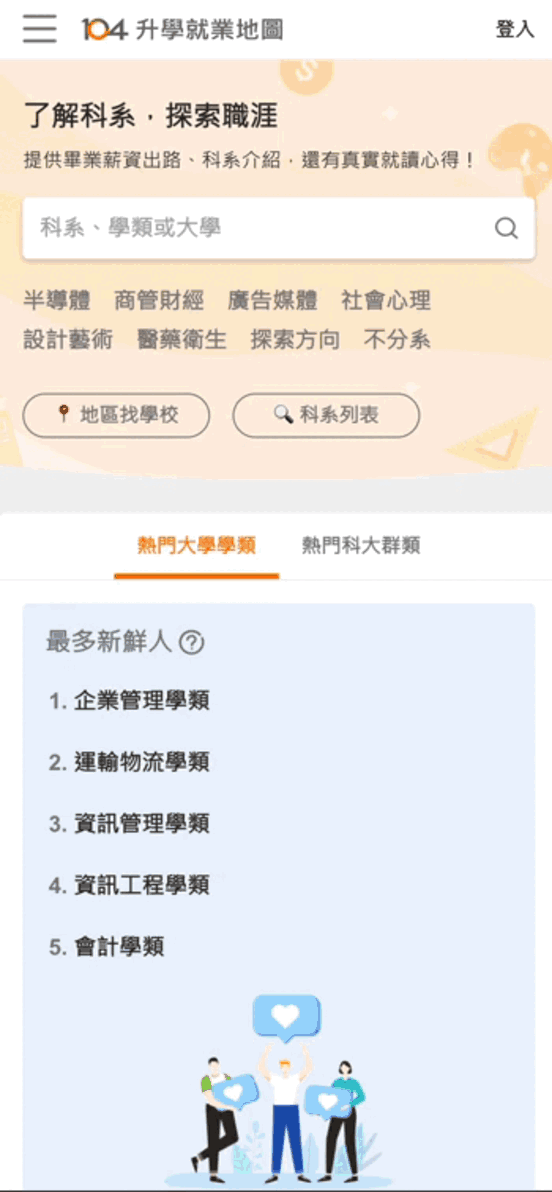 104 升學就業地圖
登入
了解科系，探索職涯
提供畢業薪資出路、科系介紹，還有真實就讀心得！
科系、學類或大學
半導體 商管財經 廣告媒體 社會心理
設計藝術 醫藥衛生 探索方向 不分系
地區找學校 科系列表
熱門大學學類 熱門科大群類
最多新鮮人 ?
1. 企業管理學類
2. 運輸物流學類
3. 資訊管理學類
4. 資訊工程學類
5. 會計學類